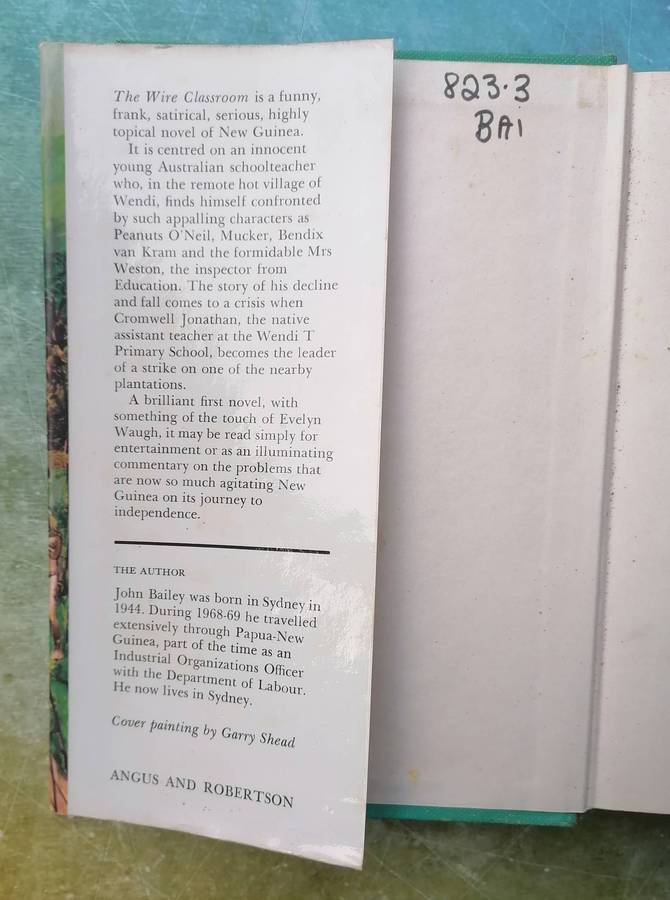 The Wire Classroom is a funny,
frank, satirical, serious, highly
topical novel of New Guinea.
It is centred on an innocent
young Australian schoolteacher
who, in the remote hot village of
Wendi, finds himself confronted
by such appalling characters as
Peanuts O'Neil, Mucker, Bendix
van Kram and the formidable Mrs
Weston, the inspector from
Education. The story of his decline
and fall comes to a crisis when
Cromwell Jonathan, the native
assistant teacher at the Wendi T
Primary School, becomes the leader
of a strike on one of the nearby
plantations.
A brilliant first novel, with
something of the touch of Evelyn
Waugh, it may be read simply for
entertainment or as an illuminating
commentary on the problems that
are now so much agitating New
Guinea on its journey to
independence.
THE AUTHOR
John Bailey was born in Sydney in
1944. During 1968-69 he travelled
extensively through Papua-New
Guinea, part of the time as an
Industrial Organizations Officer
with the Department of Labour.
He now lives in Sydney.
Cover painting by Garry Shead
ANGUS AND ROBERTSON
823.3
BAI